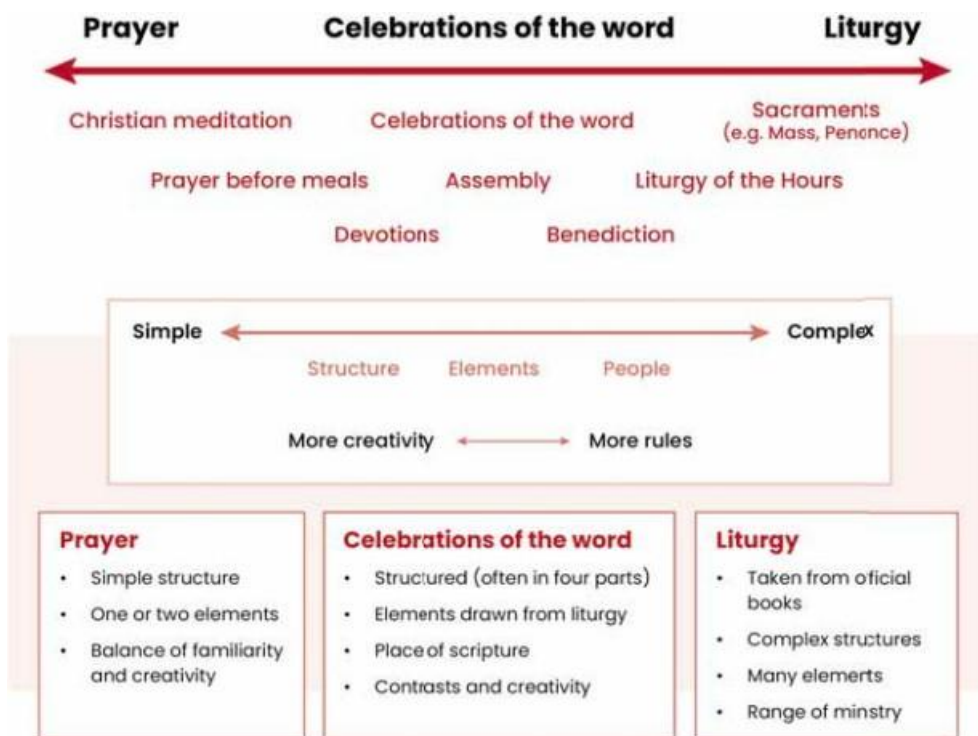 Prayer Celebrations of the word Liturgy
Christian meditation Celebrations of the word Sacraments
(e.g. Mass, Penonce)
Prayer before meals Assembly Liturgy of the Hours
Devotions Benediction
Simple Complex
Structure Elements People
More creativity More rules
Prayer
• Simple structure
• One or two elements
• Balance of familiarity
and creativity
Celebrations of the word
• Structured (often in four parts)
• Elements drawn from liturgy
• Place of scripture
• Contrasts and creativity
Liturgy
• Taken from oficial
books
• Complex structures
• Many elemerts
• Range of minstry